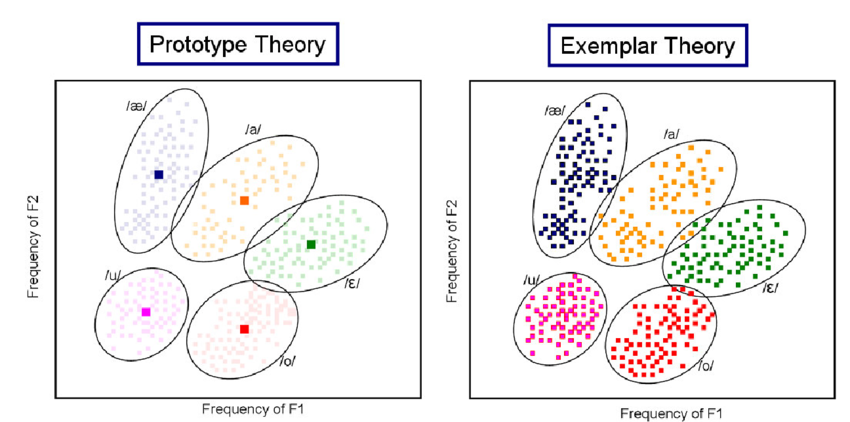 Prototype Theory
/æ/
/a/
/ɛ/
/u/
/o/
Frequency of F2
Frequency of F1
Exemplar Theory
/æ/
/a/
/ɛ/
/u/
/o/
Frequency of F2
Frequency of F1